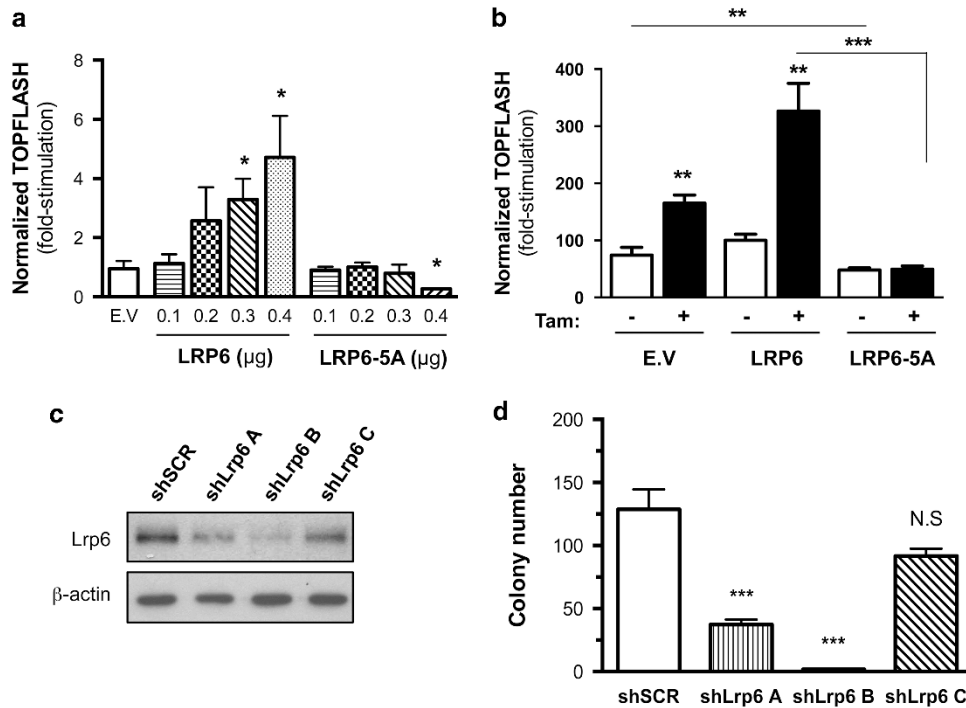 a
Normalized TOPFLASH
(fold-stimulation)
8
6
4
2
0
*
*
*
E.V 0.1 0.2 0.3 0.4 0.1 0.2 0.3 0.4
LRP6 (µg) LRP6-5A (µg)
b
Normalized TOPFLASH
(fold-stimulation)
400
300
200
100
0
**
***
**
**
Tam: - + - + - +
E.V LRP6 LRP6-5A
c
shSCR shLrp6 A shLrp6 B shLrp6 C
Lrp6
β-actin
d
Colony number
200
150
100
50
0
***
***
N.S
shSCR shLrp6 A shLrp6 B shLrp6 C